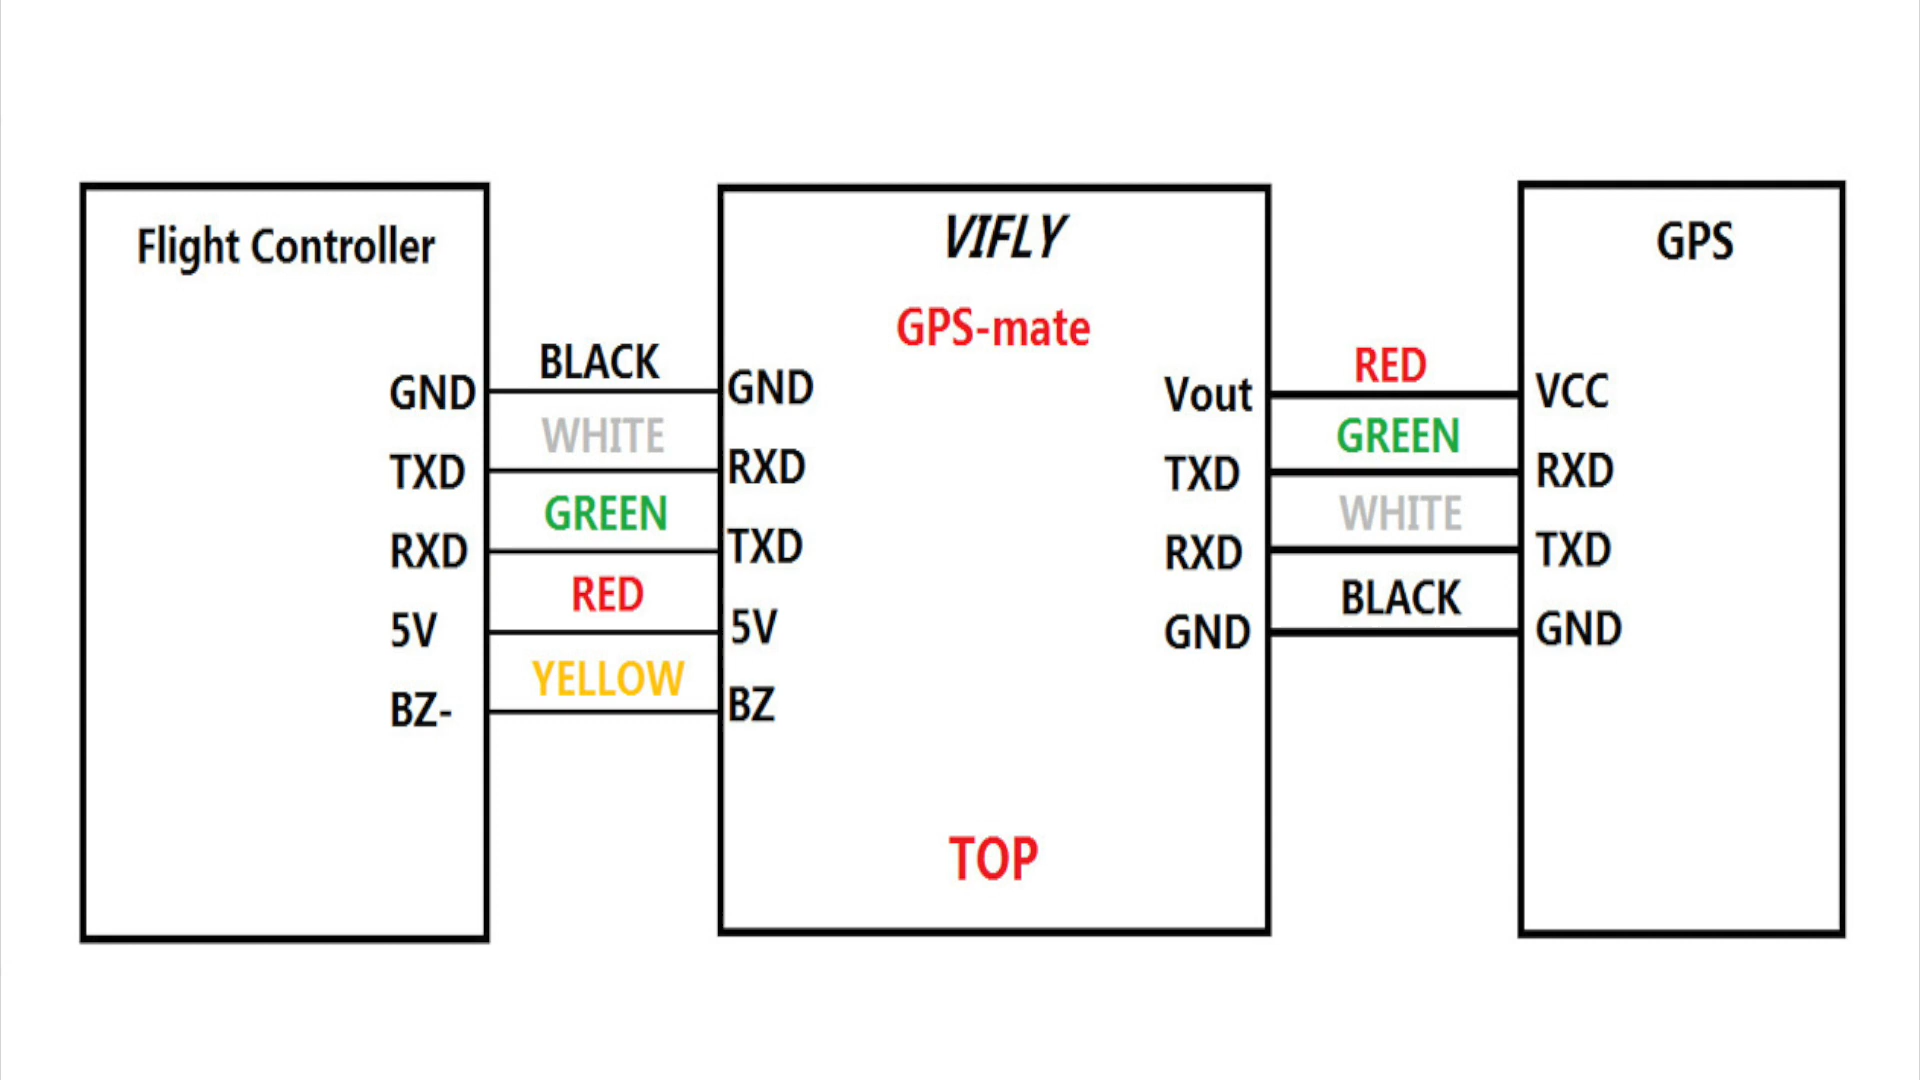 Flight Controller
GND
TXD
RXD
5V
BZ-
BLACK
WHITE
GREEN
RED
YELLOW
VIFLY
GPS-mate
GND
RXD
TXD
5V
BZ
Vout
TXD
RXD
GND
TOP
RED
GREEN
WHITE
BLACK
GPS
VCC
RXD
TXD
GND